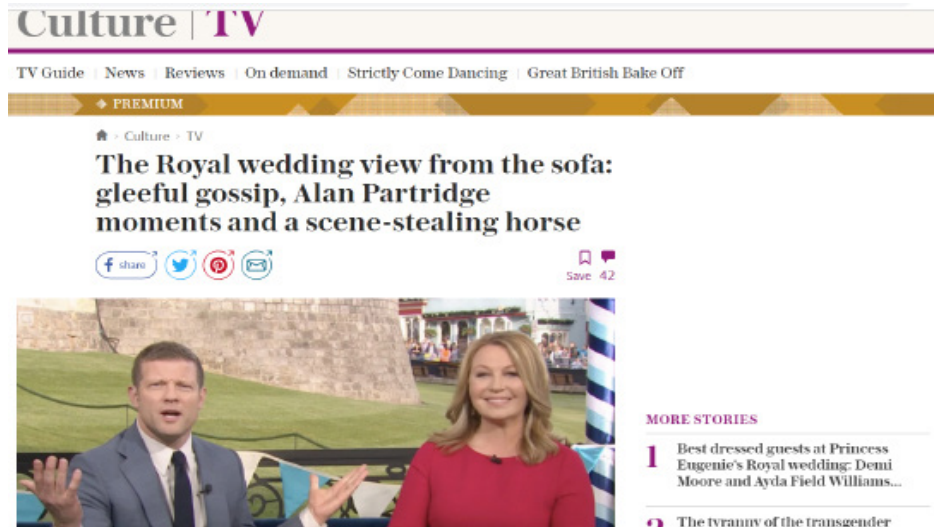 Culture | TV
TV Guide | News | Reviews | On demand | Strictly Come Dancing | Great British Bake Off
PREMIUM
Culture > TV
The Royal wedding view from the sofa:
gleeful gossip, Alan Partridge
moments and a scene-stealing horse
share
Save 42
MORE STORIES
1 Best dressed guests at Princess
Eugenie's Royal wedding: Demi
Moore and Ayda Field Williams...
2 The tyranny of the transgender